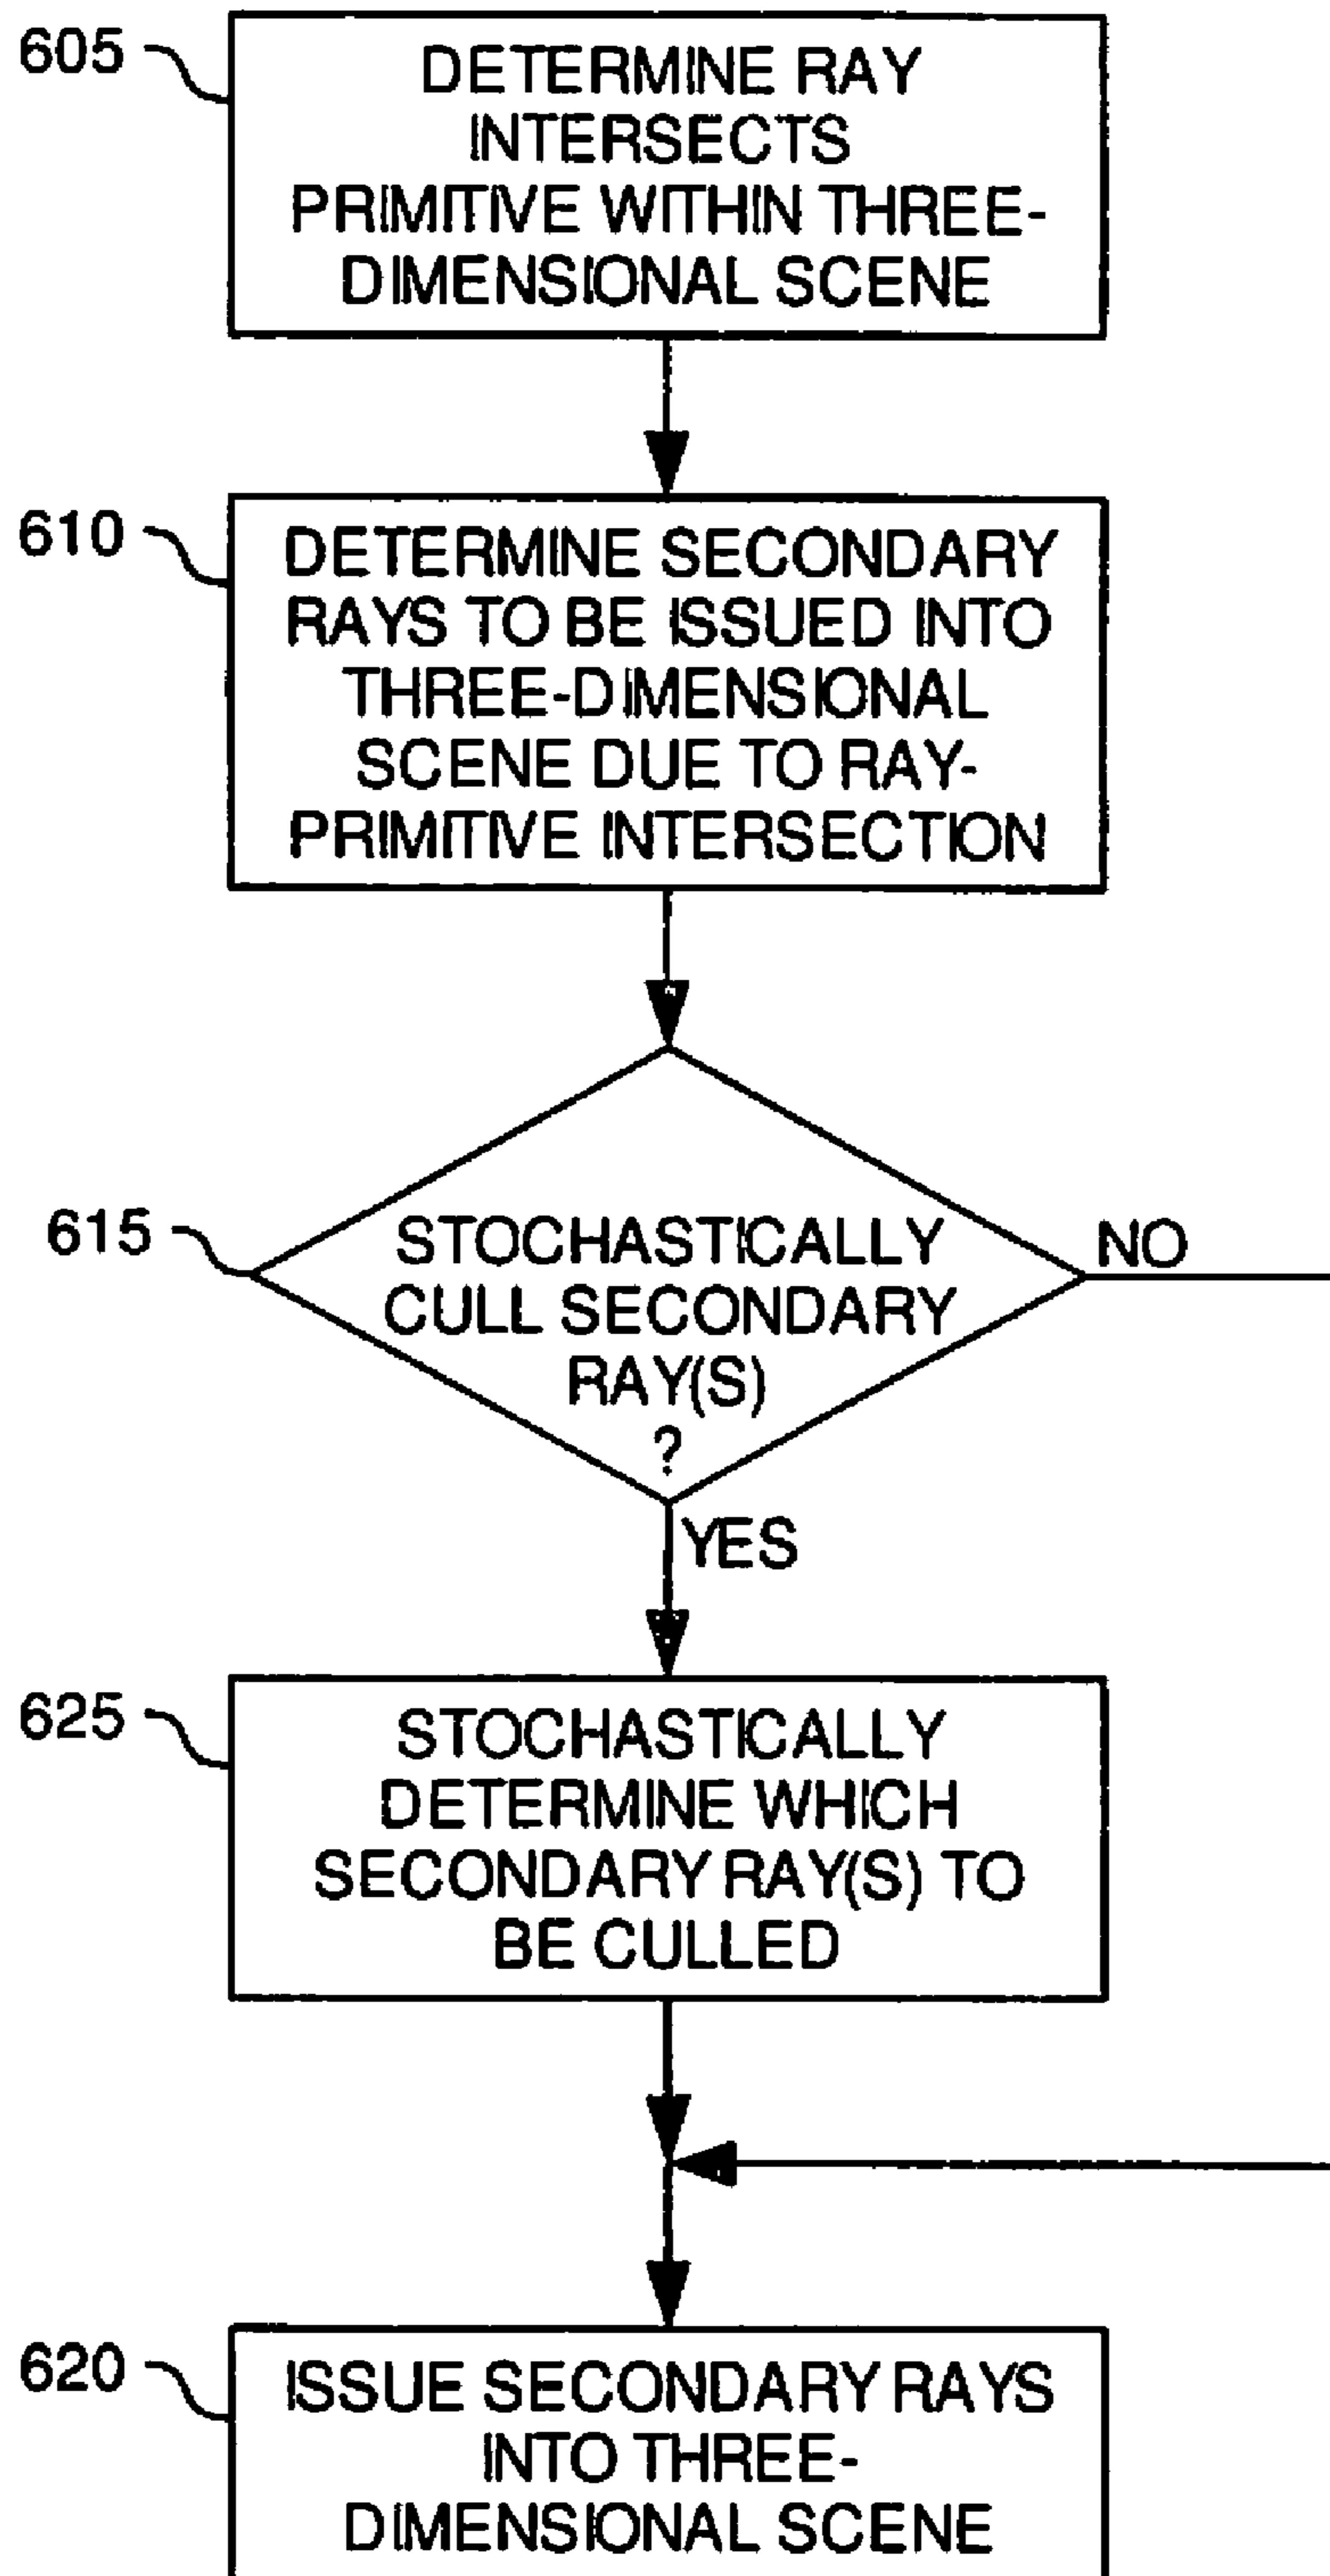 605
DETERMINE RAY
INTERSECTS
PRIMITIVE WITHIN THREE-
DIMENSIONAL SCENE
610
DETERMINE SECONDARY
RAYS TO BE ISSUED INTO
THREE-DIMENSIONAL
SCENE DUE TO RAY-
PRIMITIVE INTERSECTION
615
STOCHASTICALLY
CULL SECONDARY
RAY(S)
?
NO
YES
625
STOCHASTICALLY
DETERMINE WHICH
SECONDARY RAY(S) TO
BE CULLED
620
ISSUE SECONDARY RAYS
INTO THREE-
DIMENSIONAL SCENE